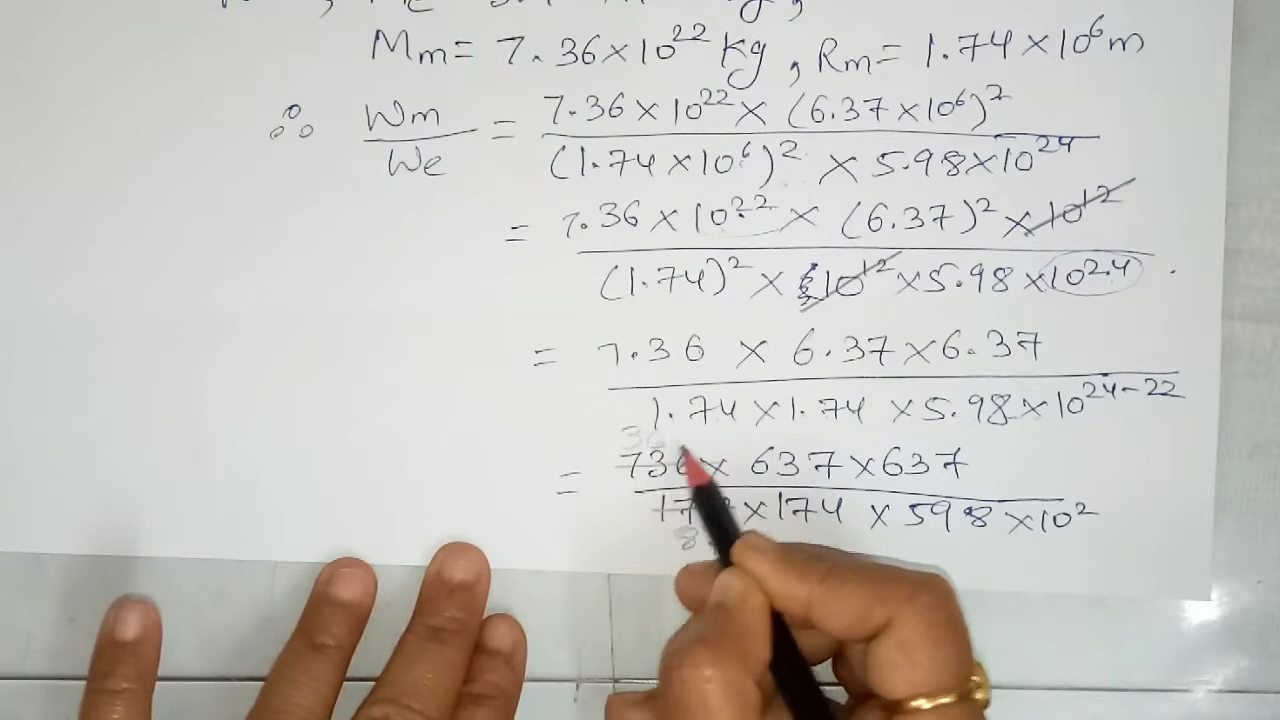 Mm = 7.36 × 10²² kg, Rm = 1.74 × 10⁶ m
∴ Wm/We = 7.36 × 10²² × (6.37 × 10⁶)² / (1.74 × 10⁶)² × 5.98 × 10²⁴
= 7.36 × 10²² × (6.37)² × 10¹² / (1.74)² × 10¹² × 5.98 × 10²⁴
= 7.36 × 6.37 × 6.37 / 1.74 × 1.74 × 5.98 × 10²⁴⁻²²
= 736 × 637 × 637 / 174 × 174 × 598 × 10²